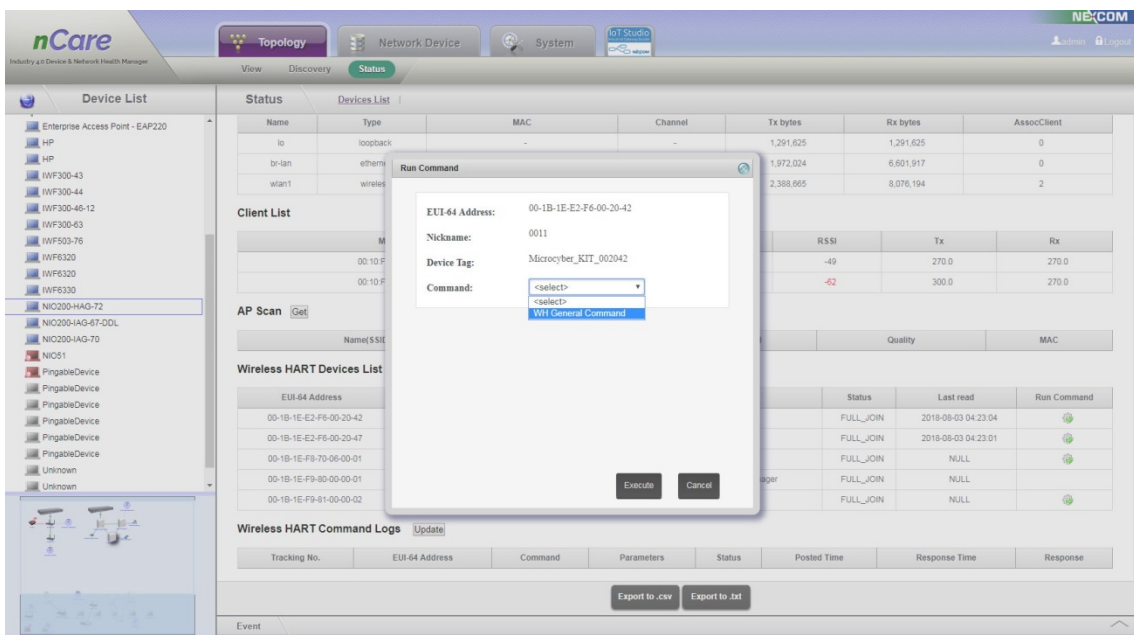 NEXCOM
nCare
Industry 4.0 Device & Network Health Manager
Topology
Network Device
System
IoT Studio
admin
Logout
View
Discovery
Status
Device List
Enterprise Access Point - EAP220
HP
HP
IWF300-43
IWF300-44
IWF300-46-12
IWF300-63
IWF503-76
IWF6320
IWF6320
IWF6330
NIO200-HAG-72
NIO200-IAG-67-DDL
NIO200-IAG-70
NIO51
PingableDevice
PingableDevice
PingableDevice
PingableDevice
PingableDevice
PingableDevice
Unknown
Unknown
Status Devices List
Name Type MAC Channel Tx bytes Rx bytes AssocClient
lo loopback - - 1,291,625 1,291,625 0
br-lan 1,972,024 6,601,917 0
wlan1 2,388,665 8,076,194 2
Client List
RSSI Tx Rx
-49 270.0 270.0
-62 300.0 270.0
AP Scan Get
Quality MAC
Wireless HART Devices List
EUI-64 Address Status Last read Run Command
00-1B-1E-E2-F6-00-20-42 FULL_JOIN 2018-08-03 04:23:04
00-1B-1E-E2-F6-00-20-47 FULL_JOIN 2018-08-03 04:23:01
00-1B-1E-F8-70-06-00-01 FULL_JOIN NULL
00-1B-1E-F9-80-00-00-01 FULL_JOIN NULL
00-1B-1E-F9-81-00-00-02 FULL_JOIN NULL
Wireless HART Command Logs Update
Tracking No. EUI-64 Address Command Parameters Status Posted Time Response Time Response
Export to .csv Export to .txt
Event
Run Command
EUI-64 Address: 00-1B-1E-E2-F6-00-20-42
Nickname: 0011
Device Tag: Microcyber_KIT_002042
Command: <select>
<select>
WH General Command
Execute Cancel